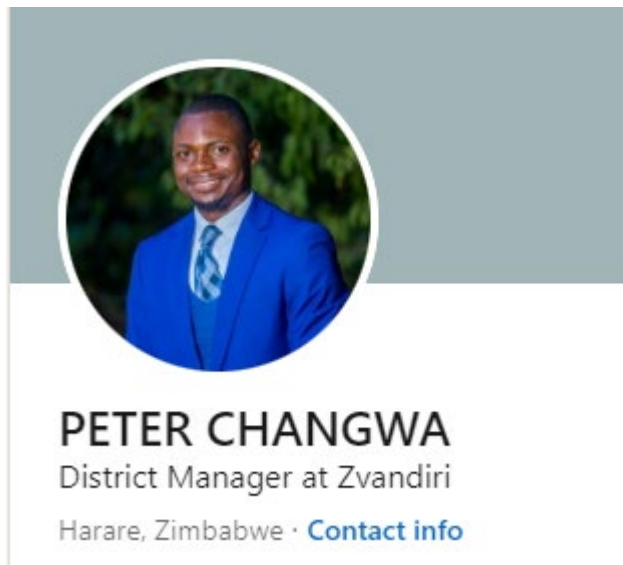 PETER CHANGWA
District Manager at Zvandiri
Harare, Zimbabwe · Contact info